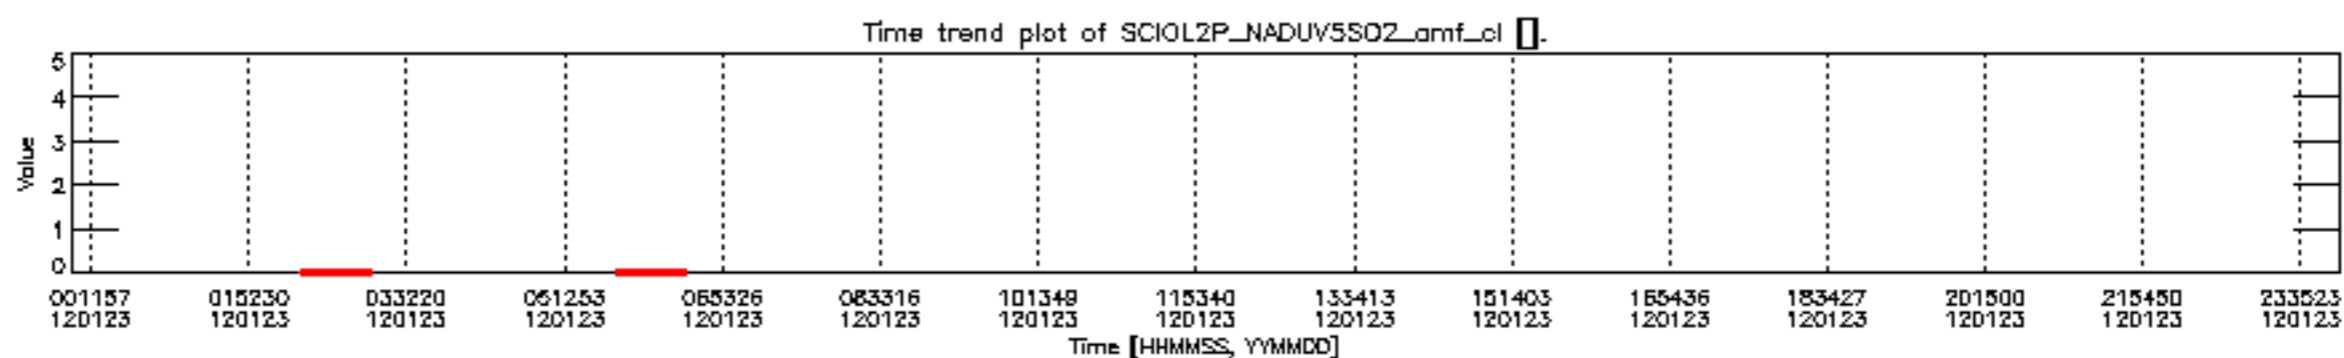 Time trend plot of SCIOL2P_NADUV5SO2_amf_cl [].
5
4
3
2
1
0
Value
001157 015230 033220 051253 065326 083316 101349 115340 133413 151403 165436 183427 201500 215450 233523
120123 120123 120123 120123 120123 120123 120123 120123 120123 120123 120123 120123 120123 120123 120123
Time [HHMMSS, YYMMDD]